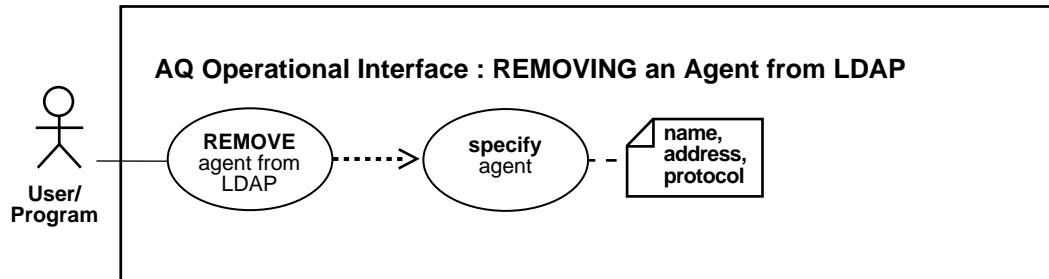 AQ Operational Interface : REMOVING an Agent from LDAP
User/
Program
REMOVE
agent from
LDAP
specify
agent
name,
address,
protocol